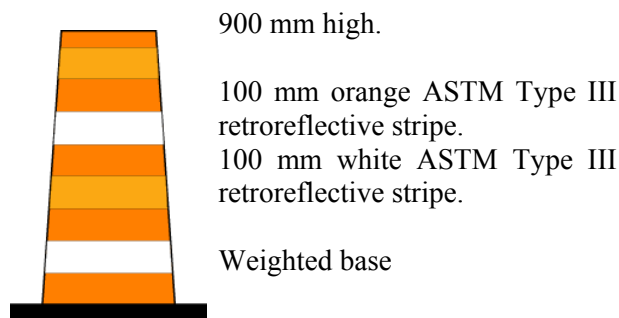 900 mm high.
100 mm orange ASTM Type III
retroreflective stripe.
100 mm white ASTM Type III
retroreflective stripe.
Weighted base